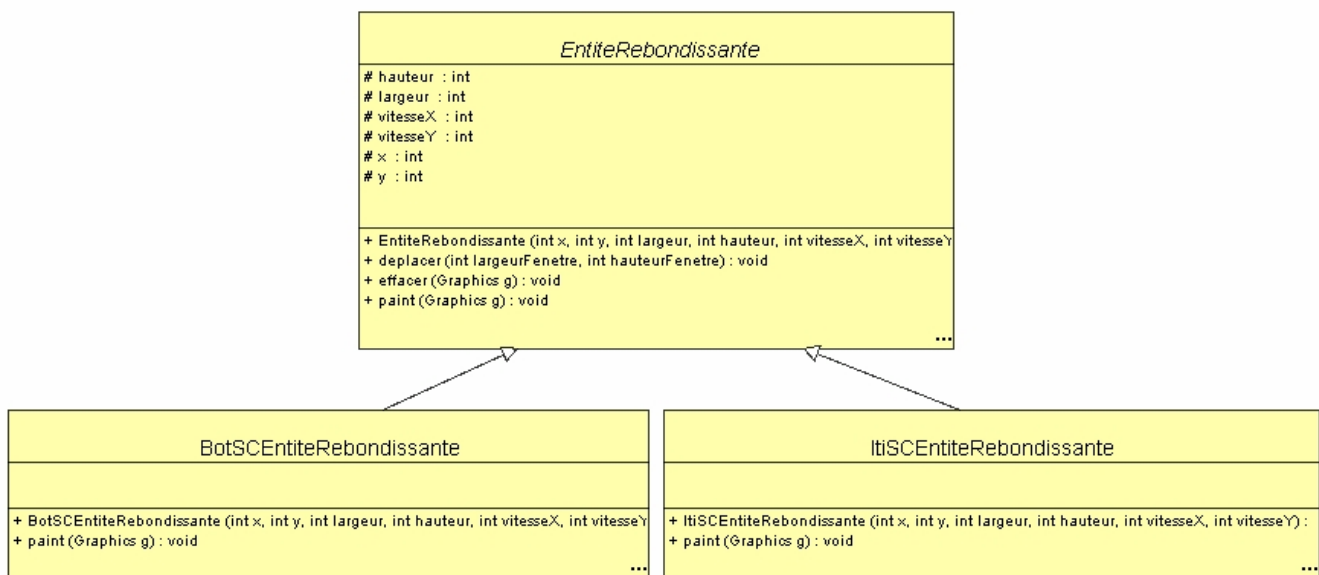 EntiteRebondissante
# hauteur : int
# largeur : int
# vitesseX : int
# vitesseY : int
# x : int
# y : int
+ EntiteRebondissante (int x, int y, int largeur, int hauteur, int vitesseX, int vitesseY
+ deplacer (int largeurFenetre, int hauteurFenetre) : void
+ effacer (Graphics g) : void
+ paint (Graphics g) : void
...
BotSCEntiteRebondissante
+ BotSCEntiteRebondissante (int x, int y, int largeur, int hauteur, int vitesseX, int vitesseY
+ paint (Graphics g) : void
...
ItiSCEntiteRebondissante
+ ItiSCEntiteRebondissante (int x, int y, int largeur, int hauteur, int vitesseX, int vitesseY) :
+ paint (Graphics g) : void
...